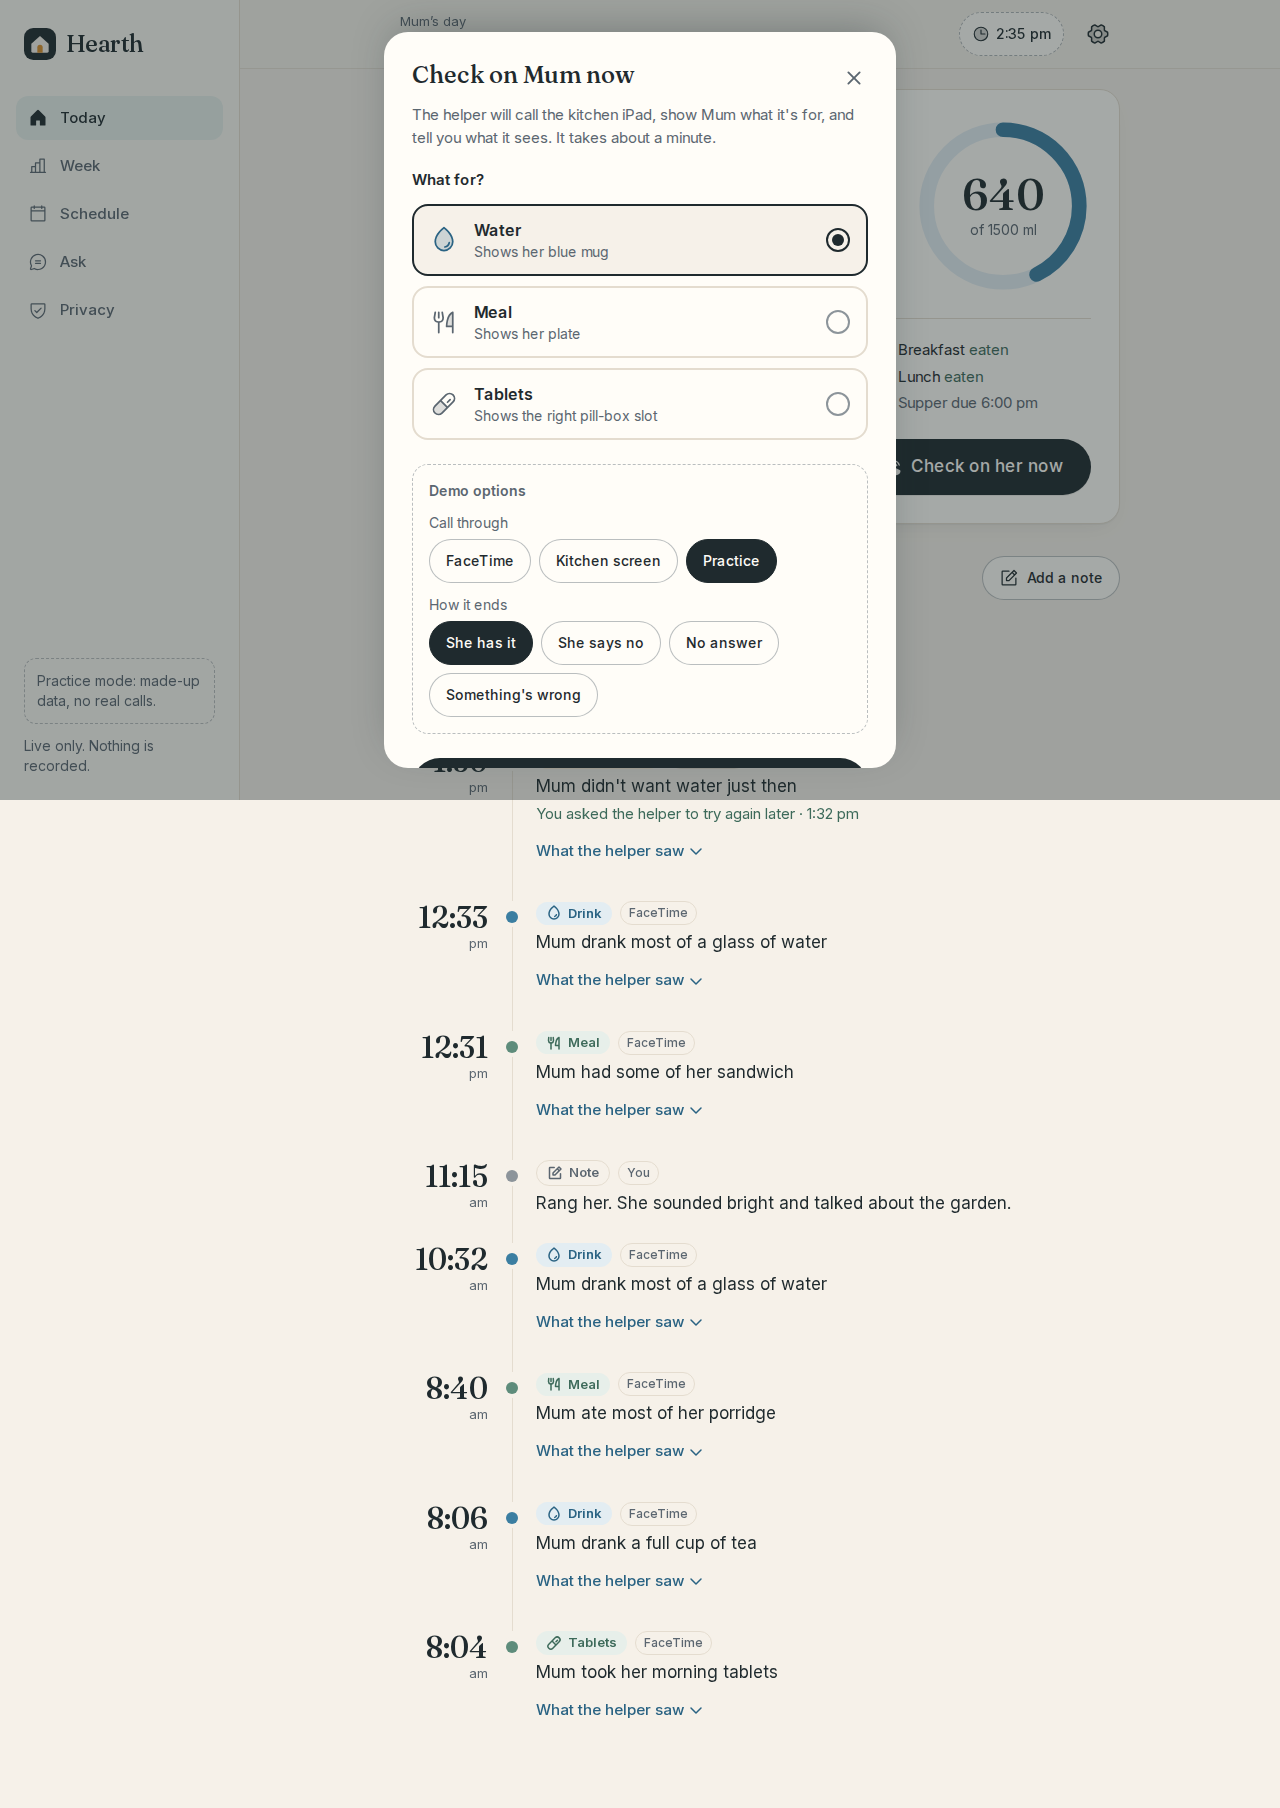 Hearth
Today
Week
Schedule
Ask
Privacy
Practice mode: made-up
data, no real calls.
Live only. Nothing is
recorded.
Mum's day
2:35 pm
Check on Mum now
The helper will call the kitchen iPad, show Mum what it's for, and
tell you what it sees. It takes about a minute.
What for?
Water
Shows her blue mug
Meal
Shows her plate
Tablets
Shows the right pill-box slot
Demo options
Call through
FaceTime
Kitchen screen
Practice
How it ends
She has it
She says no
No answer
Something's wrong
640
of 1500 ml
Breakfast eaten
Lunch eaten
Supper due 6:00 pm
Check on her now
Add a note
pm
Mum didn't want water just then
You asked the helper to try again later · 1:32 pm
What the helper saw
12:33
pm
Drink
FaceTime
Mum drank most of a glass of water
What the helper saw
12:31
pm
Meal
FaceTime
Mum had some of her sandwich
What the helper saw
11:15
am
Note
You
Rang her. She sounded bright and talked about the garden.
10:32
am
Drink
FaceTime
Mum drank most of a glass of water
What the helper saw
8:40
am
Meal
FaceTime
Mum ate most of her porridge
What the helper saw
8:06
am
Drink
FaceTime
Mum drank a full cup of tea
What the helper saw
8:04
am
Tablets
FaceTime
Mum took her morning tablets
What the helper saw